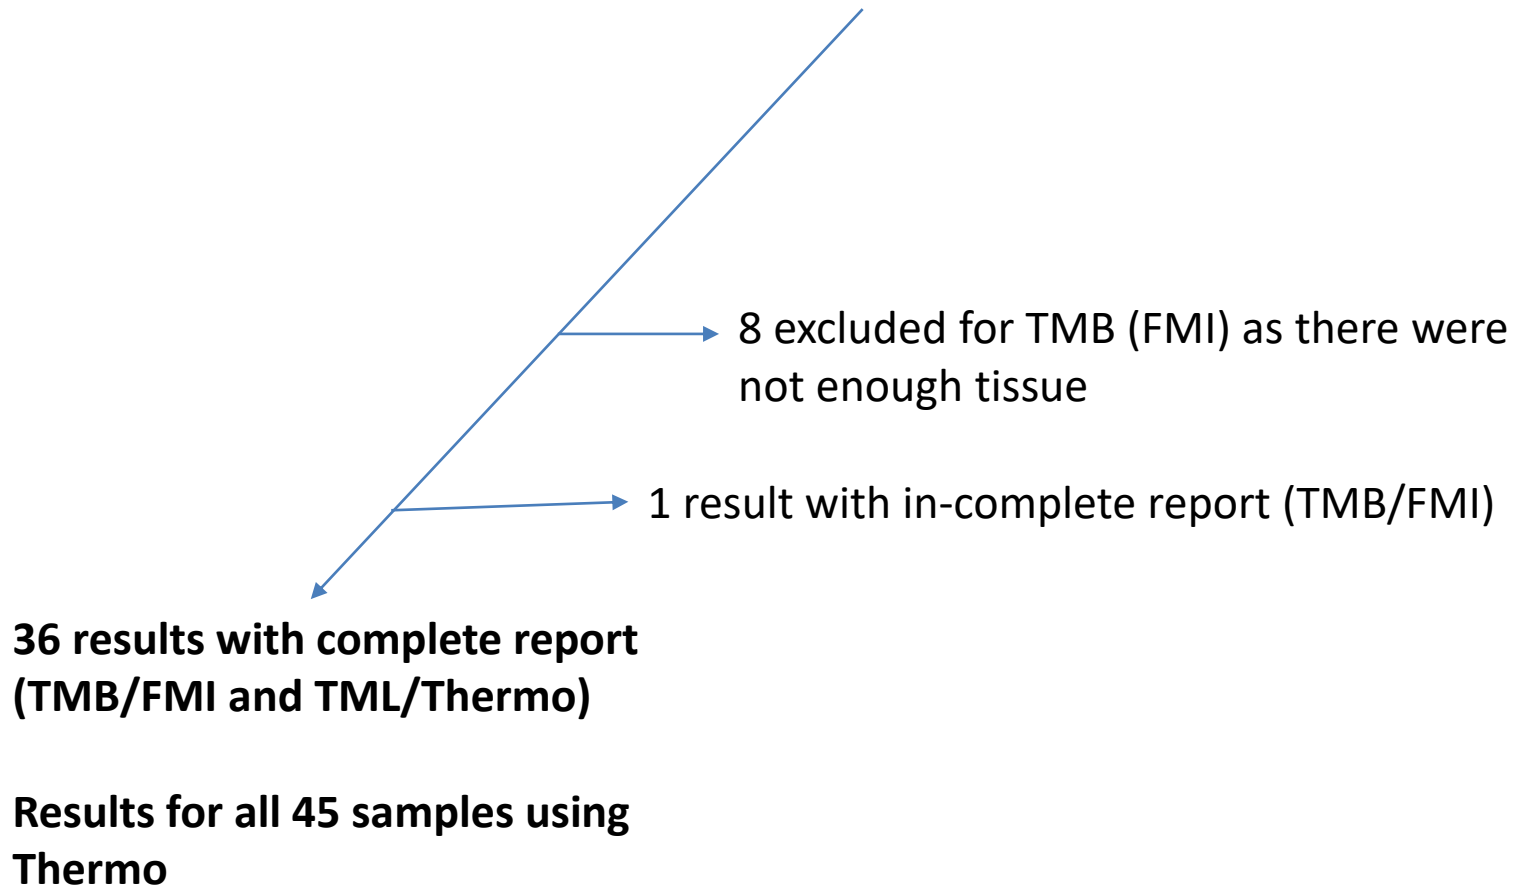 8 excluded for TMB (FMI) as there were
not enough tissue
1 result with in-complete report (TMB/FMI)
36 results with complete report
(TMB/FMI and TML/Thermo)
Results for all 45 samples using
Thermo